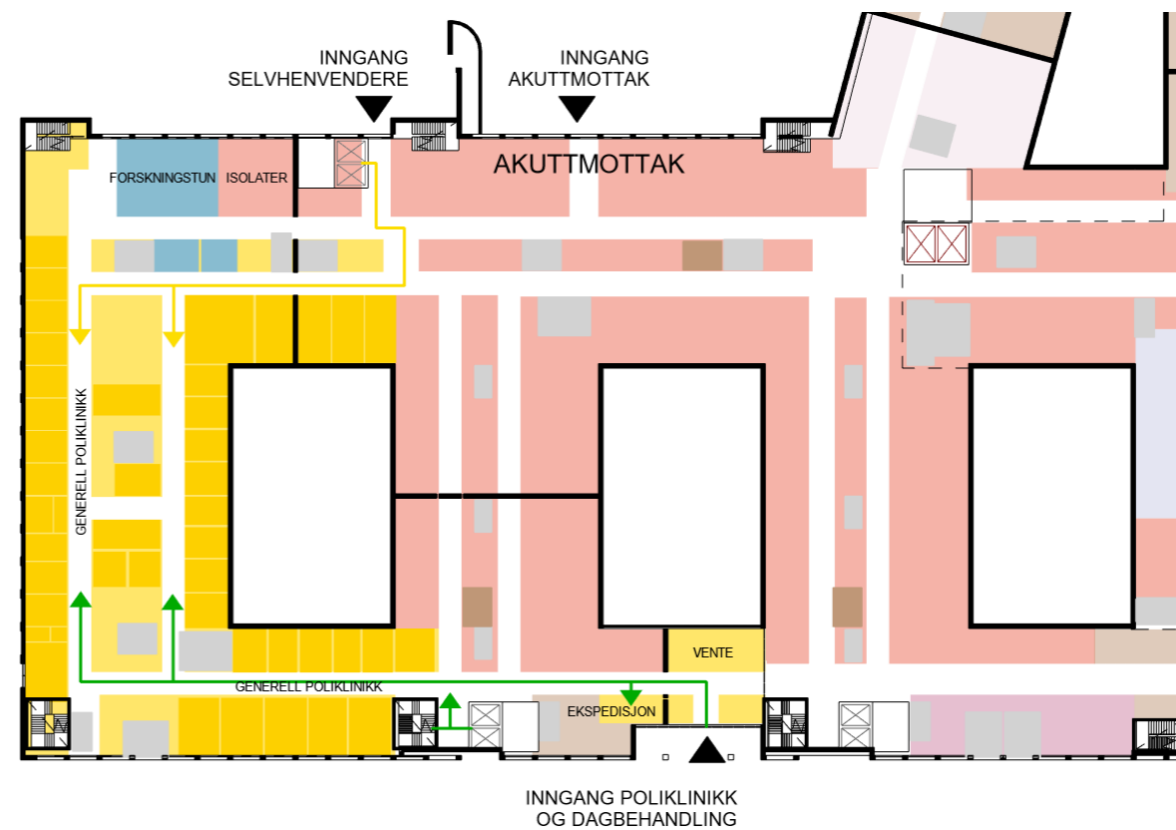 INNGANG
SELVHENVENDERE
INNGANG
AKUTTMOTTAK
AKUTTMOTTAK
FORSKNINGSTUN
ISOLATER
GENERELL POLIKLINIKK
VENTE
GENERELL POLIKLINIKK
EKSPEDISJON
INNGANG POLIKLINIKK
OG DAGBEHANDLING